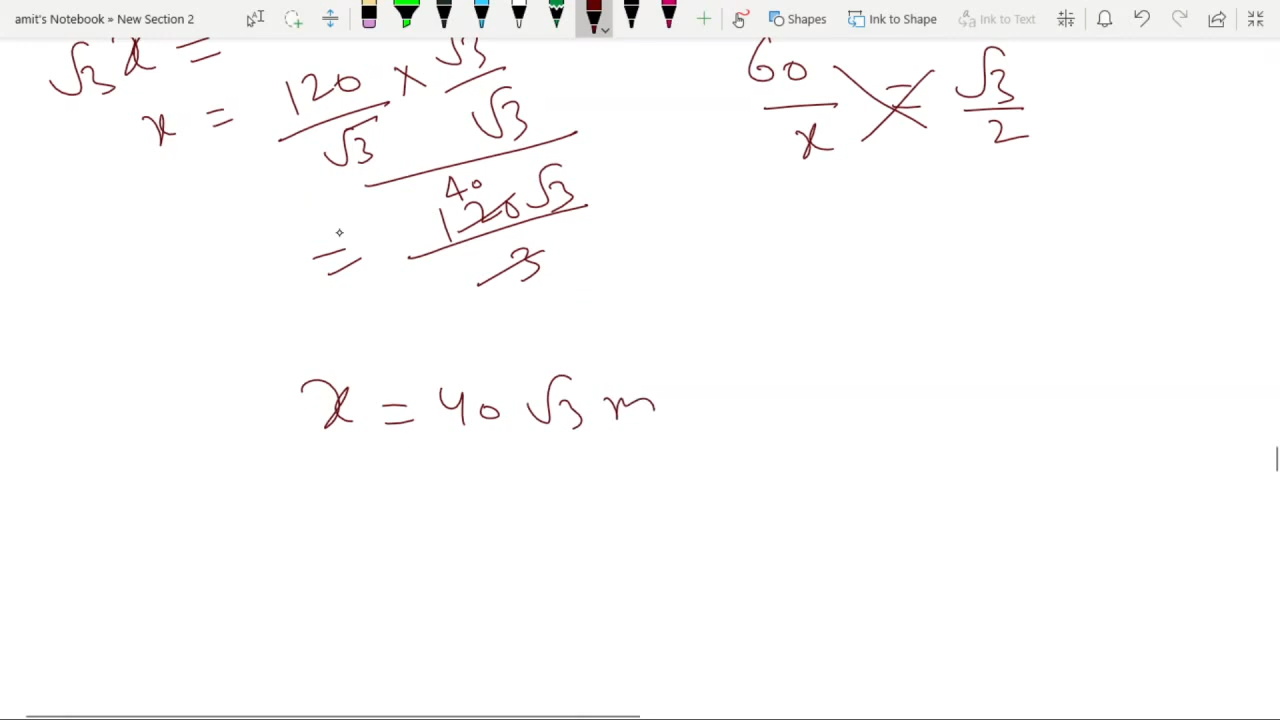 amit's Notebook » New Section 2
Shapes
Ink to Shape
Ink to Text
√3 x =
x = 120/√3 × √3/√3
60/x = √3/2
= 120√3/3
40
x = 40 √3 m